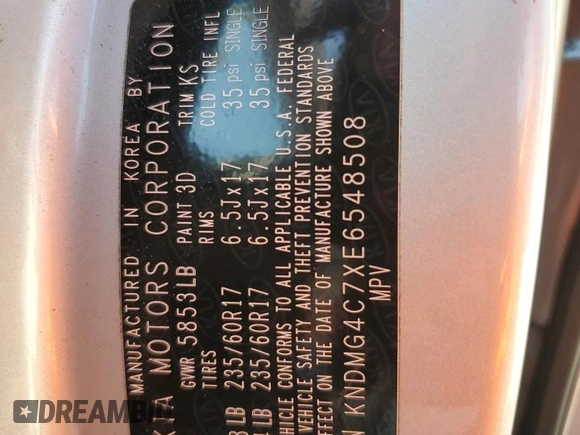 MANUFACTURED IN KOREA BY
KIA MOTORS CORPORATION
GVWR 5853LB PAINT 3D TRIM KS
TIRES RIMS COLD TIRE INFL
LB 235/60R17 6.5Jx17 35 psi SINGLE
LB 235/60R17 6.5Jx17 35 psi SINGLE
VEHICLE CONFORMS TO ALL APPLICABLE U.S.A. FEDERAL
VEHICLE SAFETY AND THEFT PREVENTION STANDARDS
EFFECT ON THE DATE OF MANUFACTURE SHOWN ABOVE
N KNDMG4C7XE6548508
MPV
DREAMBID